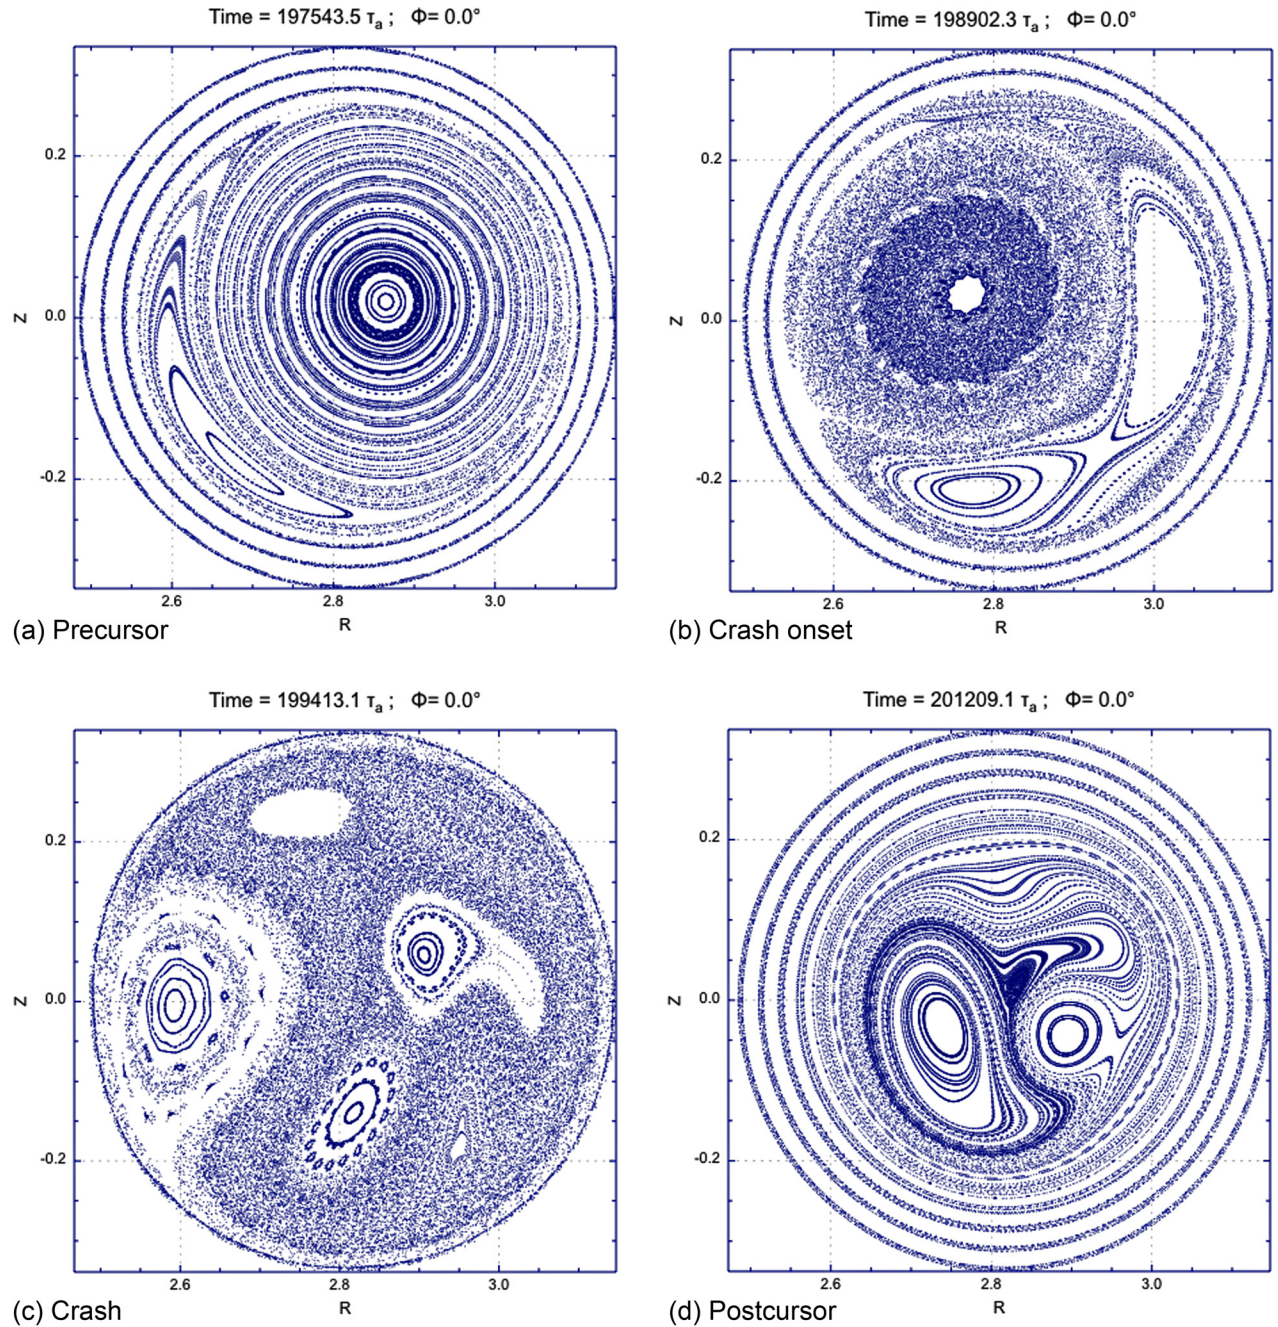 Time = 197543.5 τa ; Φ= 0.0°
0.2
0.0
-0.2
Z
2.6 2.8 3.0
R
(a) Precursor
Time = 198902.3 τa ; Φ= 0.0°
0.2
0.0
-0.2
Z
2.6 2.8 3.0
R
(b) Crash onset
Time = 199413.1 τa ; Φ= 0.0°
0.2
0.0
-0.2
Z
2.6 2.8 3.0
R
(c) Crash
Time = 201209.1 τa ; Φ= 0.0°
0.2
0.0
-0.2
Z
2.6 2.8 3.0
R
(d) Postcursor